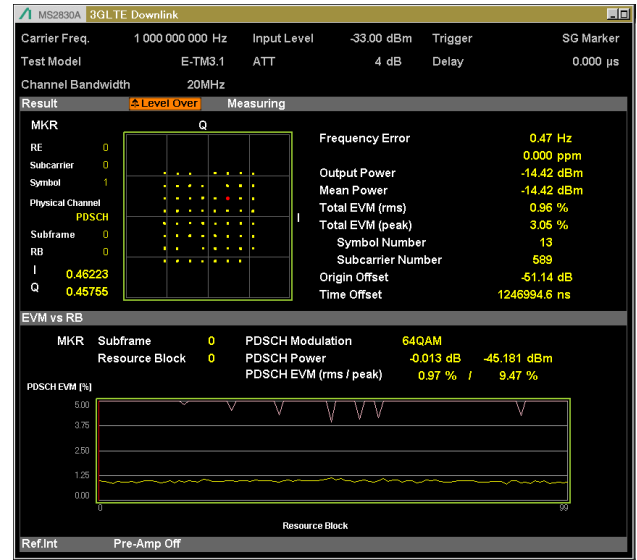 MS2830A 3GLTE Downlink
Carrier Freq. 1 000 000 000 Hz Input Level -33.00 dBm Trigger SG Marker
Test Model E-TM3.1 ATT 4 dB Delay 0.000 µs
Channel Bandwidth 20MHz
Result Level Over Measuring
MKR Q
RE 0
Subcarrier 0
Symbol 1
Physical Channel
PDSCH
Subframe 0
RB 0
I 0.46223
Q 0.45755
I
Frequency Error 0.47 Hz
0.000 ppm
Output Power -14.42 dBm
Mean Power -14.42 dBm
Total EVM (rms) 0.96 %
Total EVM (peak) 3.05 %
Symbol Number 13
Subcarrier Number 589
Origin Offset -51.14 dB
Time Offset 1246994.6 ns
EVM vs RB
MKR Subframe 0 PDSCH Modulation 64QAM
Resource Block 0 PDSCH Power -0.013 dB -45.181 dBm
PDSCH EVM (rms / peak) 0.97 % / 9.47 %
PDSCH EVM [%]
5.00
3.75
2.50
1.25
0.00
0 99
Resource Block
Ref.Int Pre-Amp Off